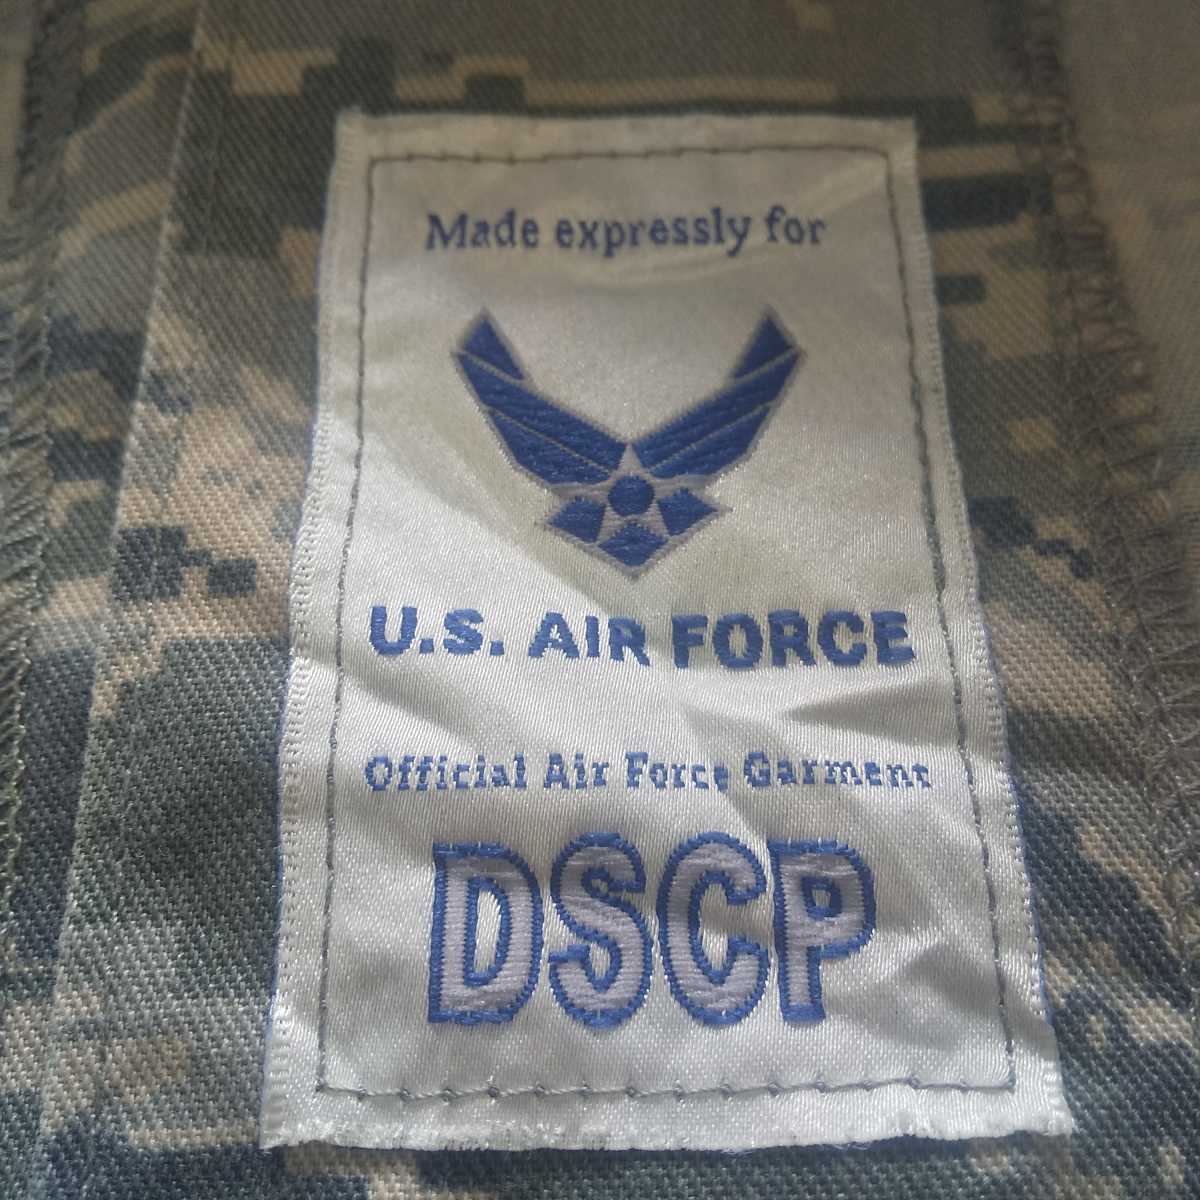 Made expressly for
U.S. AIR FORCE
Official Air Force Garment
DSCP